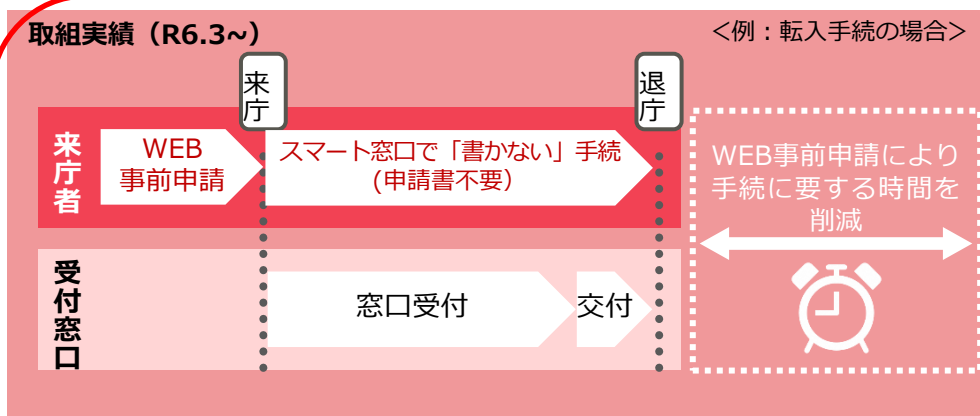 取組実績（R6.3~）
＜例：転入手続の場合＞
来庁
退庁
来庁者
WEB
事前申請
スマート窓口で「書かない」手続
(申請書不要）
WEB事前申請により
手続に要する時間を
削減
受付窓口
窓口受付
交付